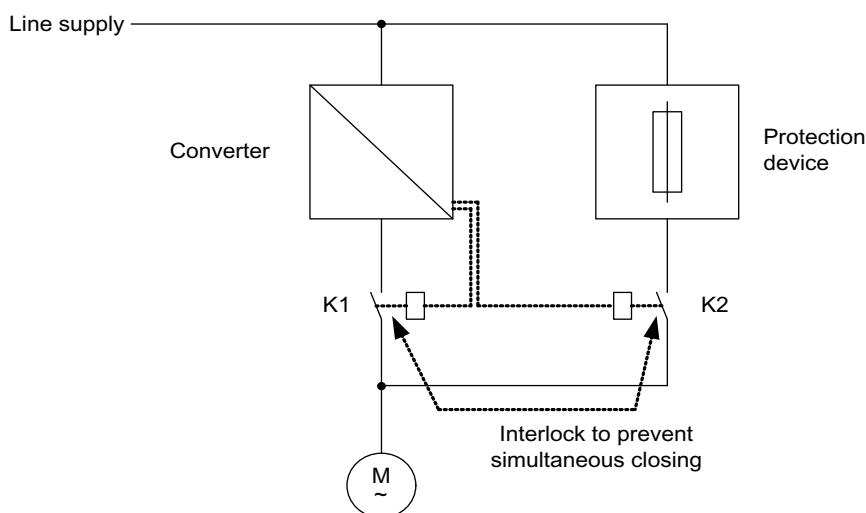 Line supply
Converter
Protection
device
K1
K2
Interlock to prevent
simultaneous closing
M
~